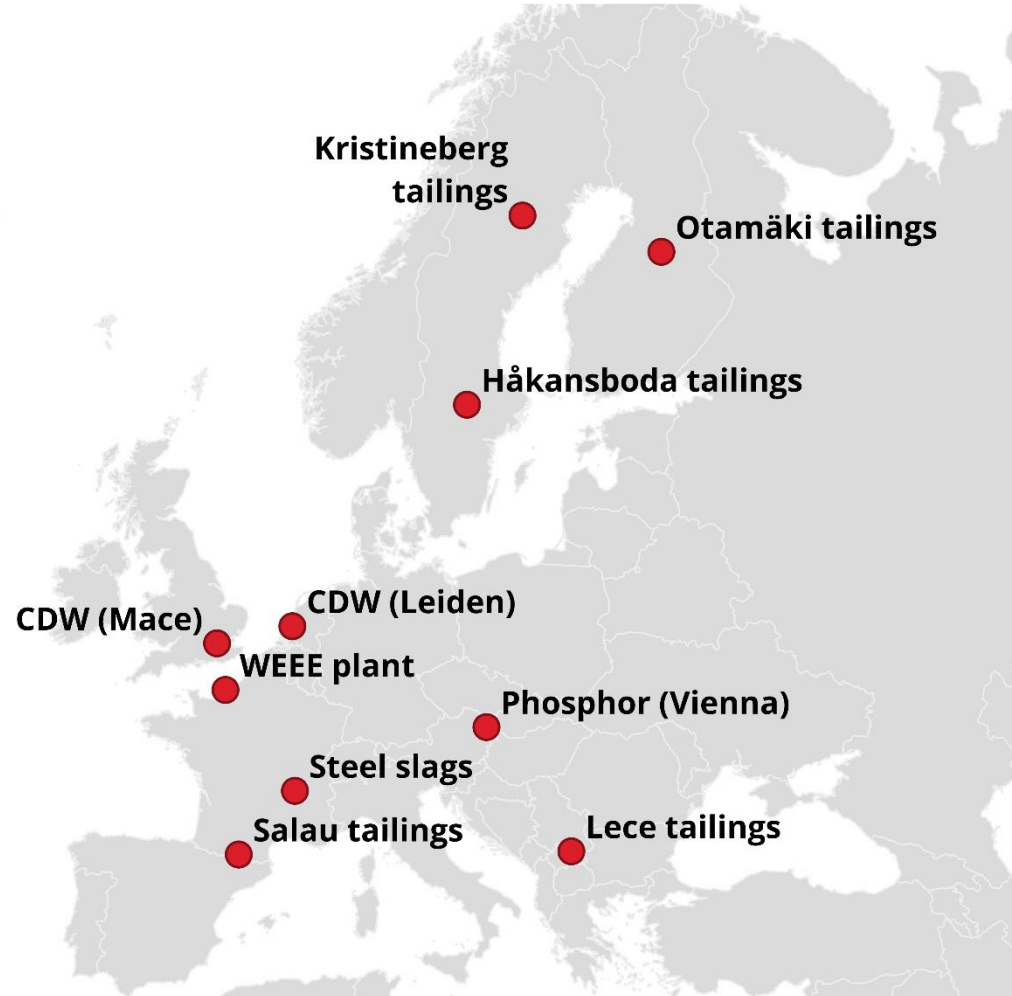 Kristineberg
tailings
Otamäki tailings
Håkansboda tailings
CDW (Leiden)
CDW (Mace)
WEEE plant
Phosphor (Vienna)
Steel slags
Salau tailings
Lece tailings